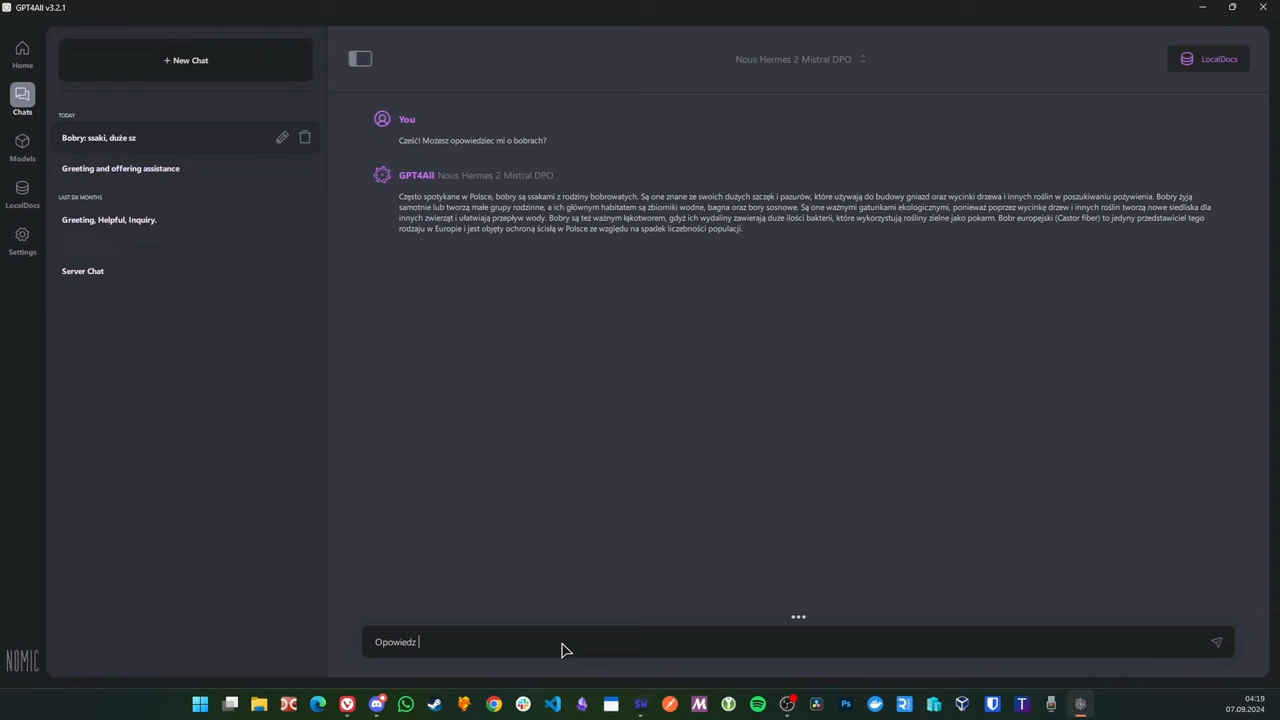 GPT4All v3.2.1
Home
Chats
Models
LocalDocs
Settings
NOMIC
+ New Chat
TODAY
Bobry: ssaki, duże sz
Greeting and offering assistance
LAST SIX MONTHS
Greeting, Helpful, Inquiry.
Server Chat
Nous Hermes 2 Mistral DPO
LocalDocs
You
Cześć! Możesz opowiedziec mi o bobrach?
GPT4All Nous Hermes 2 Mistral DPO
Często spotykane w Polsce, bobry są ssakami z rodziny bobrowatych. Są one znane ze swoich dużych szczęk i pazurów, które używają do budowy gniazd oraz wycinki drzewa i innych roślin w poszukiwaniu pożywienia. Bobry żyją
samotnie lub tworzą małe grupy rodzinne, a ich głównym habitatem są zbiorniki wodne, bagna oraz bory sosnowe. Są one ważnymi gatunkami ekologicznymi, ponieważ poprzez wycinkę drzew i innych roślin tworzą nowe siedliska dla
innych zwierząt i ułatwiają przepływ wody. Bobry są też ważnym łąkotworem, gdyż ich wydaliny zawierają duże ilości bakterii, które wykorzystują rośliny zielne jako pokarm. Bobr europejski (Castor fiber) to jedyny przedstawiciel tego
rodzaju w Europie i jest objęty ochroną ścisłą w Polsce ze względu na spadek liczebności populacji.
Opowiedz
04:19
07.09.2024